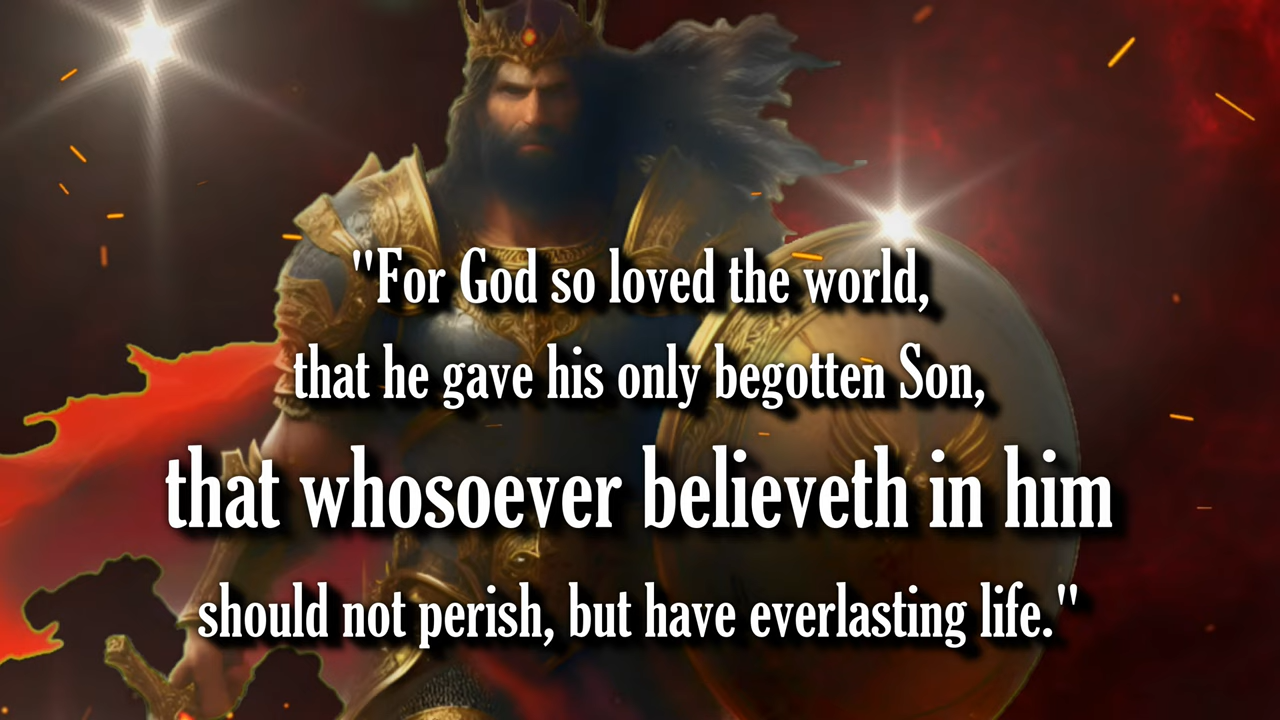 "For God so loved the world,
that he gave his only begotten Son,
that whosoever believeth in him
should not perish, but have everlasting life."